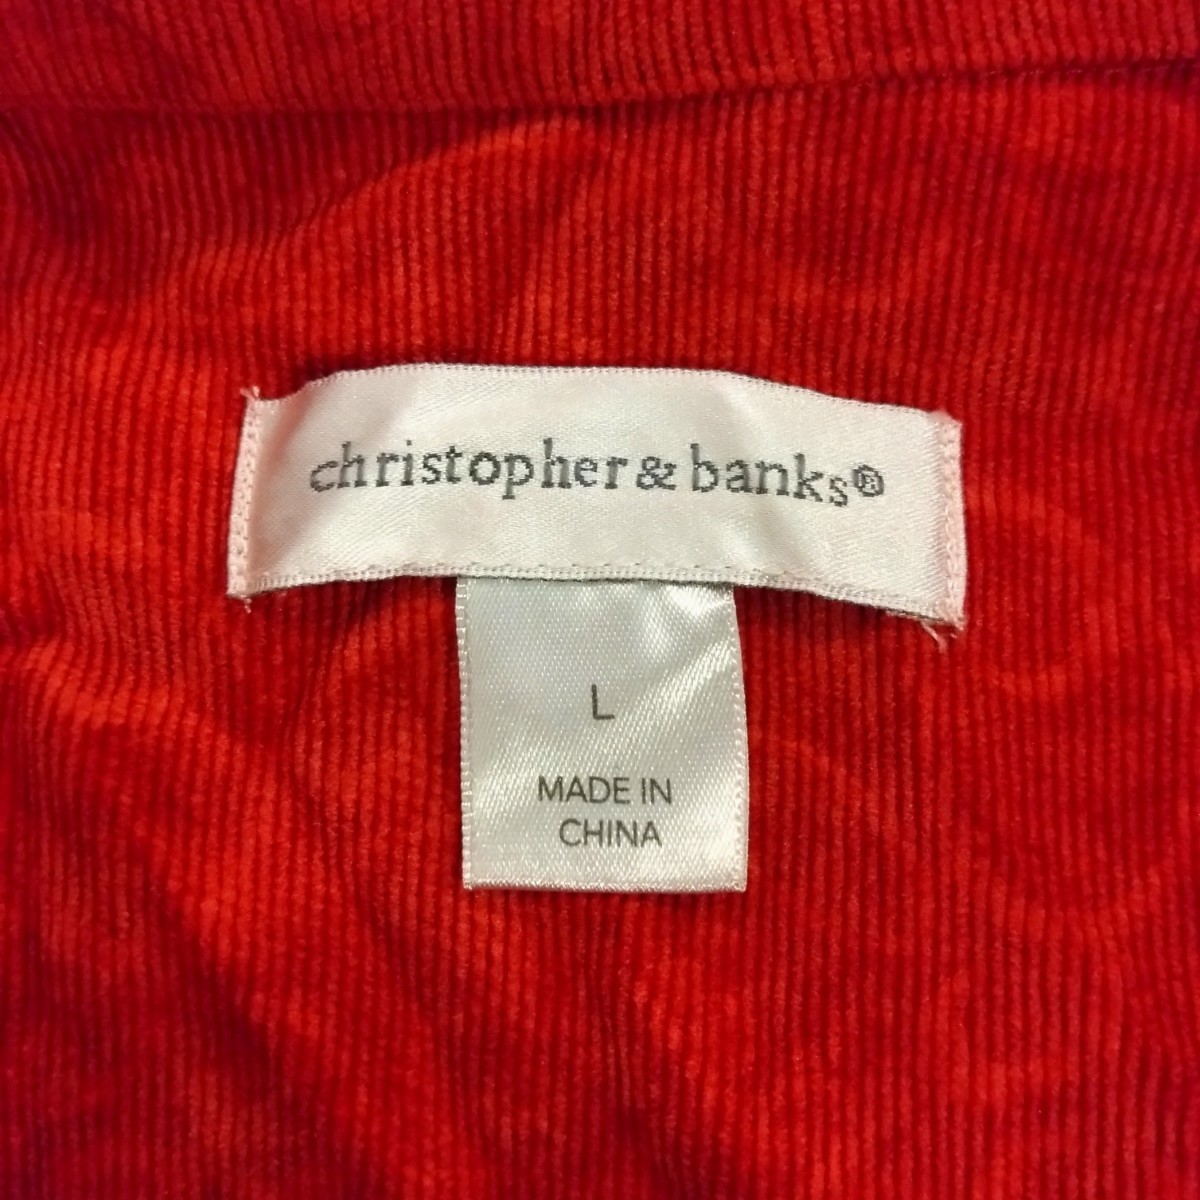 christopher & banks®
L
MADE IN
CHINA